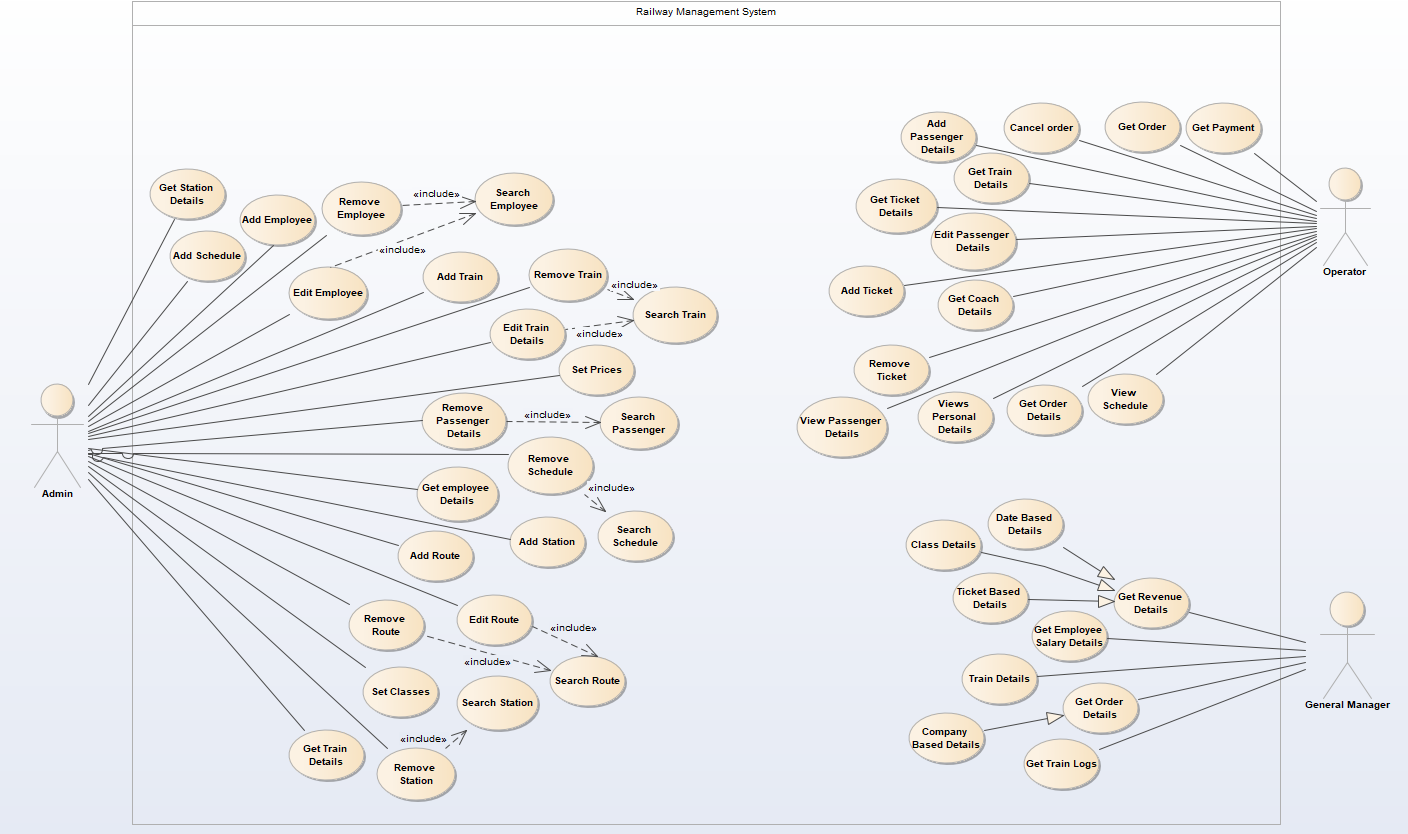 Railway Management System
Add
Passenger
Details
Cancel order
Get Order
Get Payment
Get Train
Details
Get Station
Details
Add Employee
Remove
Employee
«include»
Search
Employee
Get Ticket
Details
Edit Passenger
Details
Operator
«include»
Add Schedule
Edit Employee
Add Train
Remove Train
«include»
Search Train
Edit Train
Details
«include»
Add Ticket
Get Coach
Details
Set Prices
Remove
Ticket
Remove
Passenger
Details
«include»
Search
Passenger
View Passenger
Details
Views
Personal
Details
Get Order
Details
View
Schedule
Admin
Remove
Schedule
«include»
Get employee
Details
Search
Schedule
Add Station
Add Route
Class Details
Date Based
Details
Ticket Based
Details
Get Revenue
Details
Get Employee
Salary Details
Remove
Route
Edit Route
«include»
«include»
Search Route
Train Details
General Manager
Set Classes
Search Station
Get Order
Details
Company
Based Details
Get Train Logs
Get Train
Details
«include»
Remove
Station